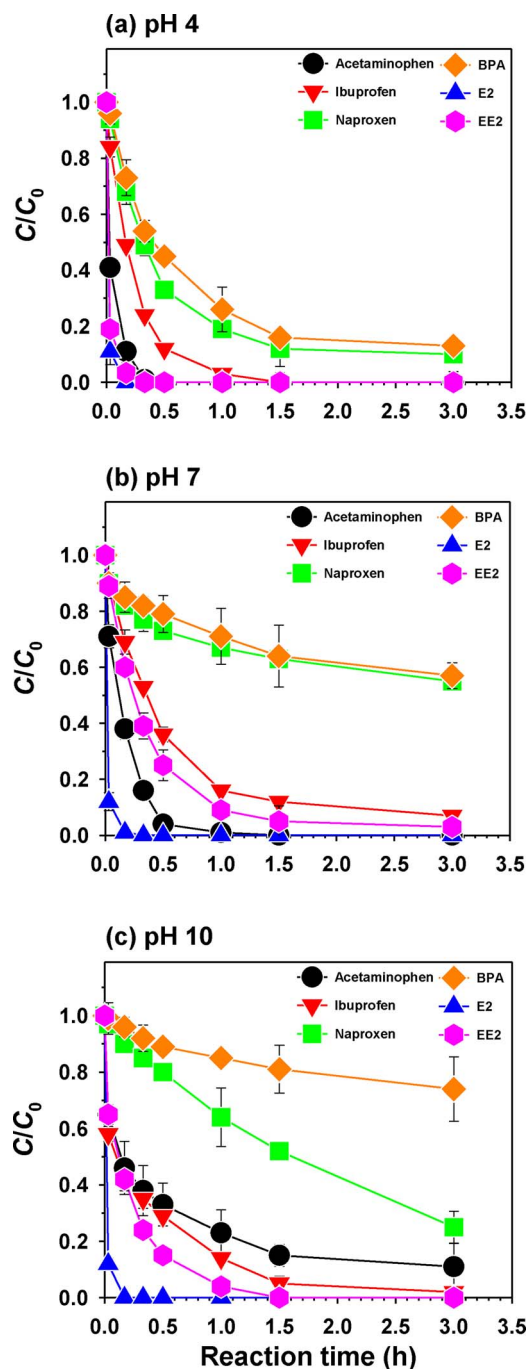 (a) pH 4
Acetaminophen BPA
Ibuprofen E2
Naproxen EE2
1.0
0.8
0.6
0.4
0.2
0.0
C/C0
0.0 0.5 1.0 1.5 2.0 2.5 3.0 3.5
(b) pH 7
Acetaminophen BPA
Ibuprofen E2
Naproxen EE2
1.0
0.8
0.6
0.4
0.2
0.0
C/C0
0.0 0.5 1.0 1.5 2.0 2.5 3.0 3.5
(c) pH 10
Acetaminophen BPA
Ibuprofen E2
Naproxen EE2
1.0
0.8
0.6
0.4
0.2
0.0
C/C0
0.0 0.5 1.0 1.5 2.0 2.5 3.0 3.5
Reaction time (h)